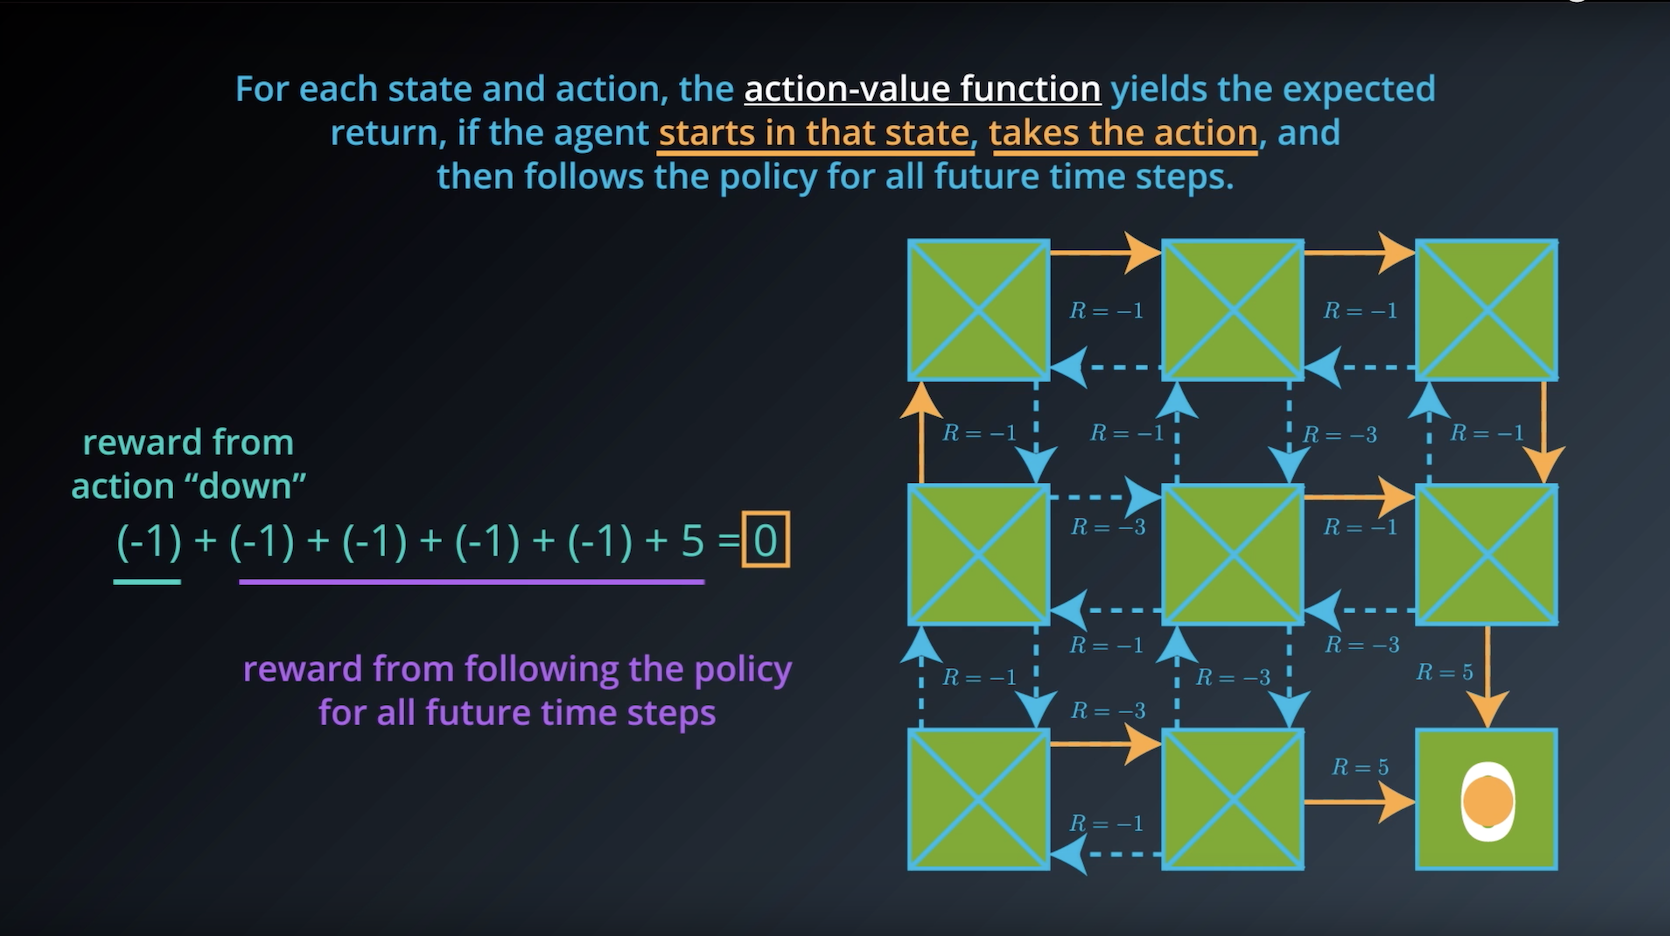 For each state and action, the action-value function yields the expected
return, if the agent starts in that state, takes the action, and
then follows the policy for all future time steps.
R = −1
R = −1
reward from
action “down”
R = −1
R = −1
R = −3
R = −1
(-1) + (-1) + (-1) + (-1) + (-1) + 5 = 0
R = −3
R = −1
R = −1
R = −3
reward from following the policy
for all future time steps
R = −1
R = −3
R = 5
R = −3
R = 5
R = −1